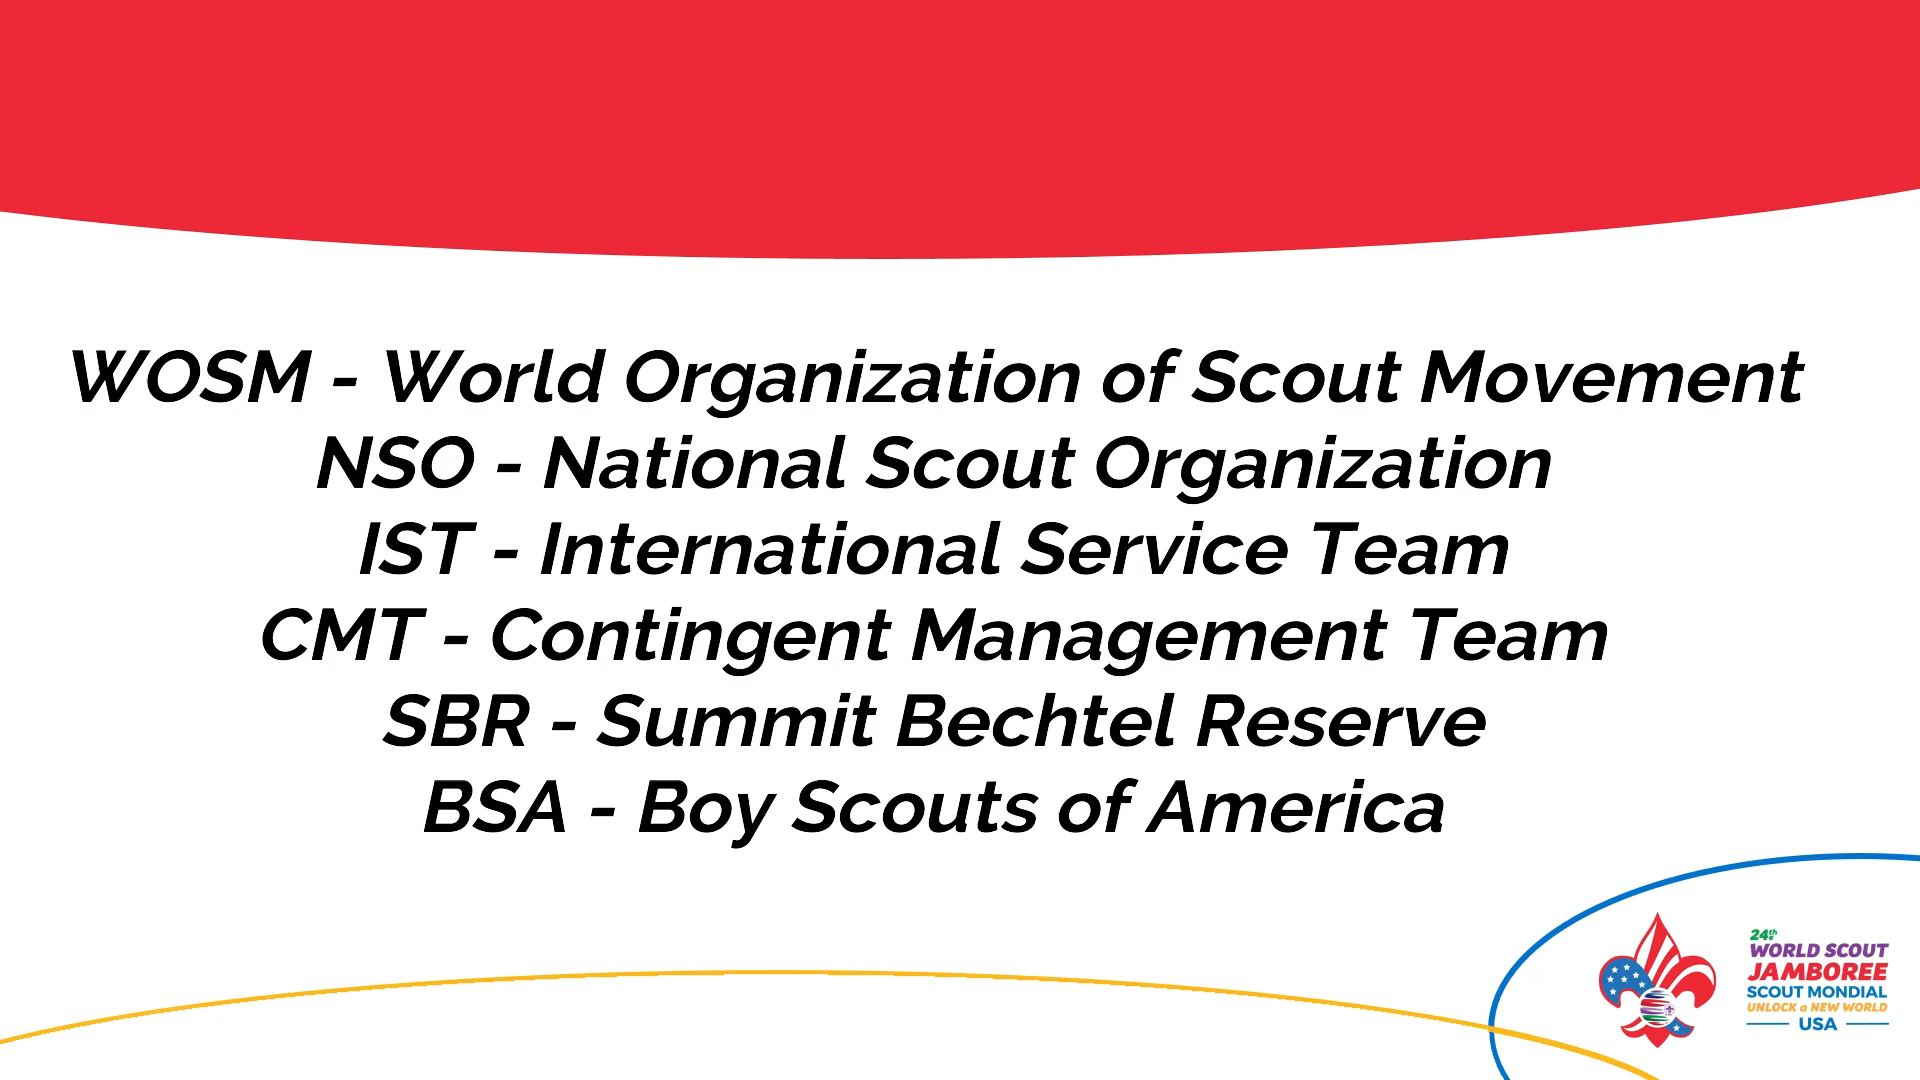 WOSM - World Organization of Scout Movement
NSO - National Scout Organization
IST - International Service Team
CMT - Contingent Management Team
SBR - Summit Bechtel Reserve
BSA - Boy Scouts of America
24th
WORLD SCOUT
JAMBOREE
SCOUT MONDIAL
UNLOCK a NEW WORLD
USA